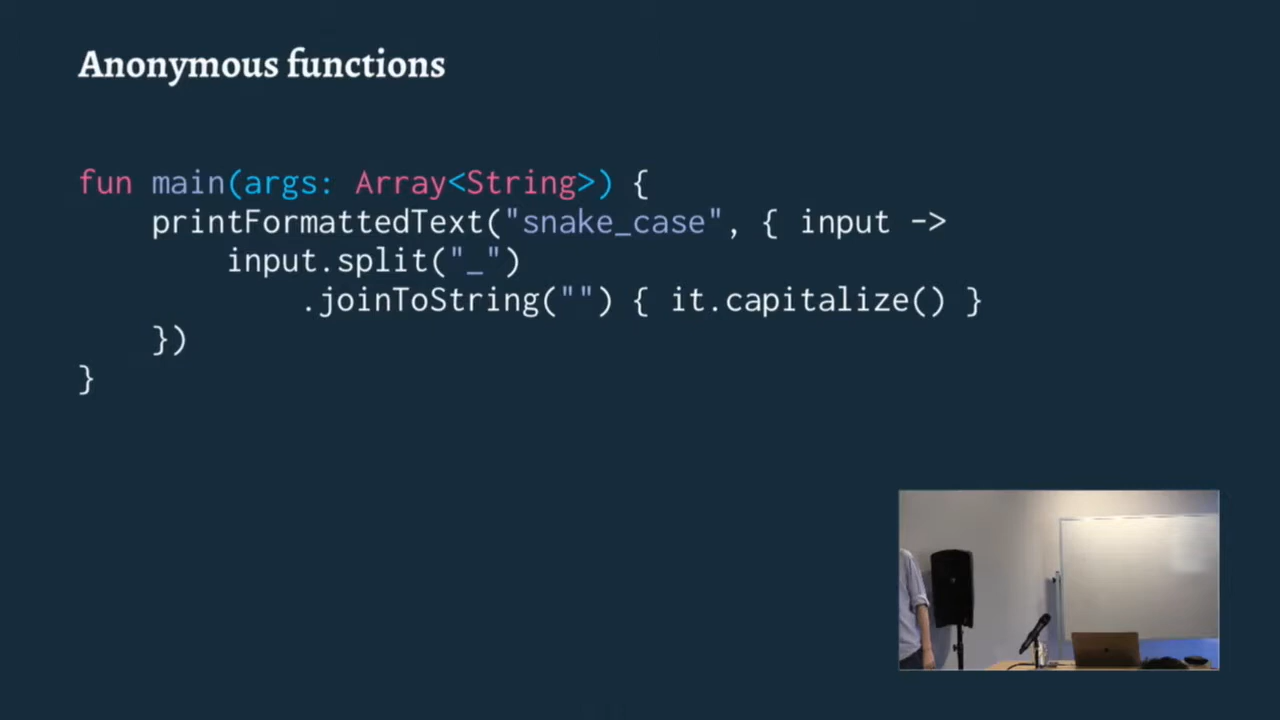 Anonymous functions
fun main(args: Array<String>) {
    printFormattedText("snake_case", { input ->
        input.split("_")
            .joinToString("") { it.capitalize() }
    })
}